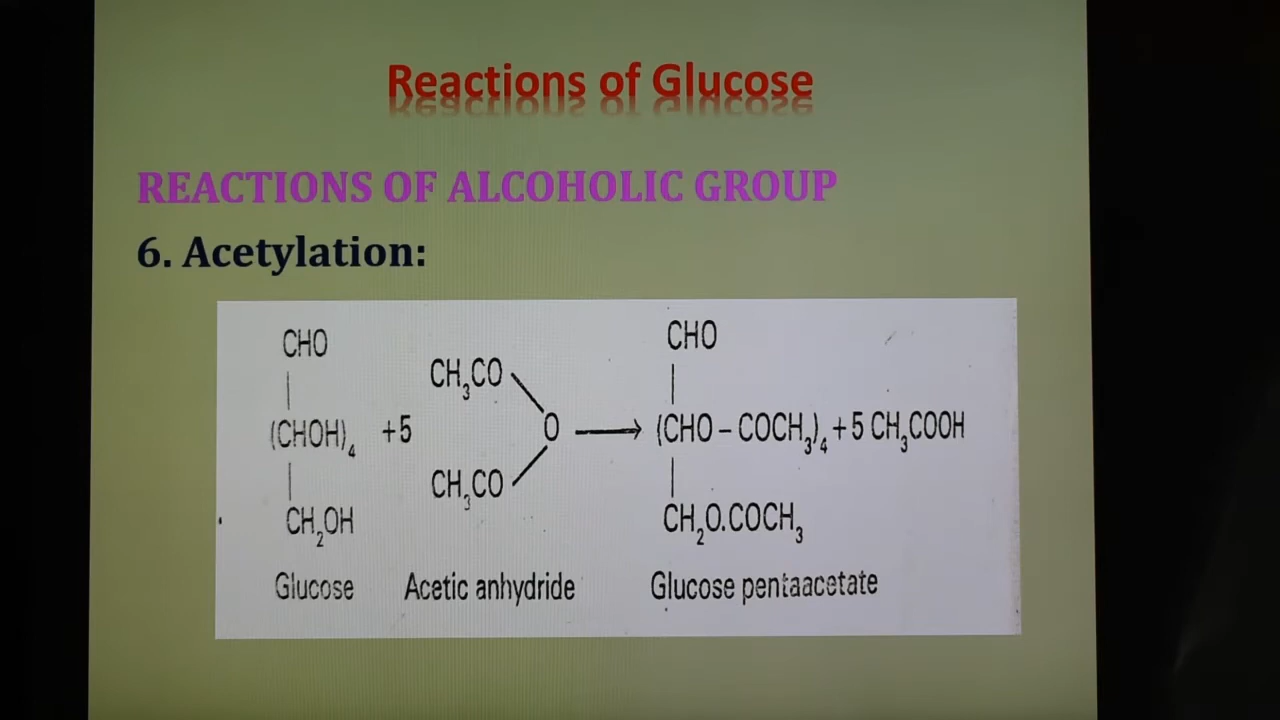 Reactions of Glucose
REACTIONS OF ALCOHOLIC GROUP
6. Acetylation:
CHO
|
(CHOH)₄
|
CH₂OH
Glucose
+5
CH₃CO
O
CH₃CO
Acetic anhydride
→
CHO
|
(CHO – COCH₃)₄ + 5 CH₃COOH
|
CH₂O.COCH₃
Glucose pentaacetate